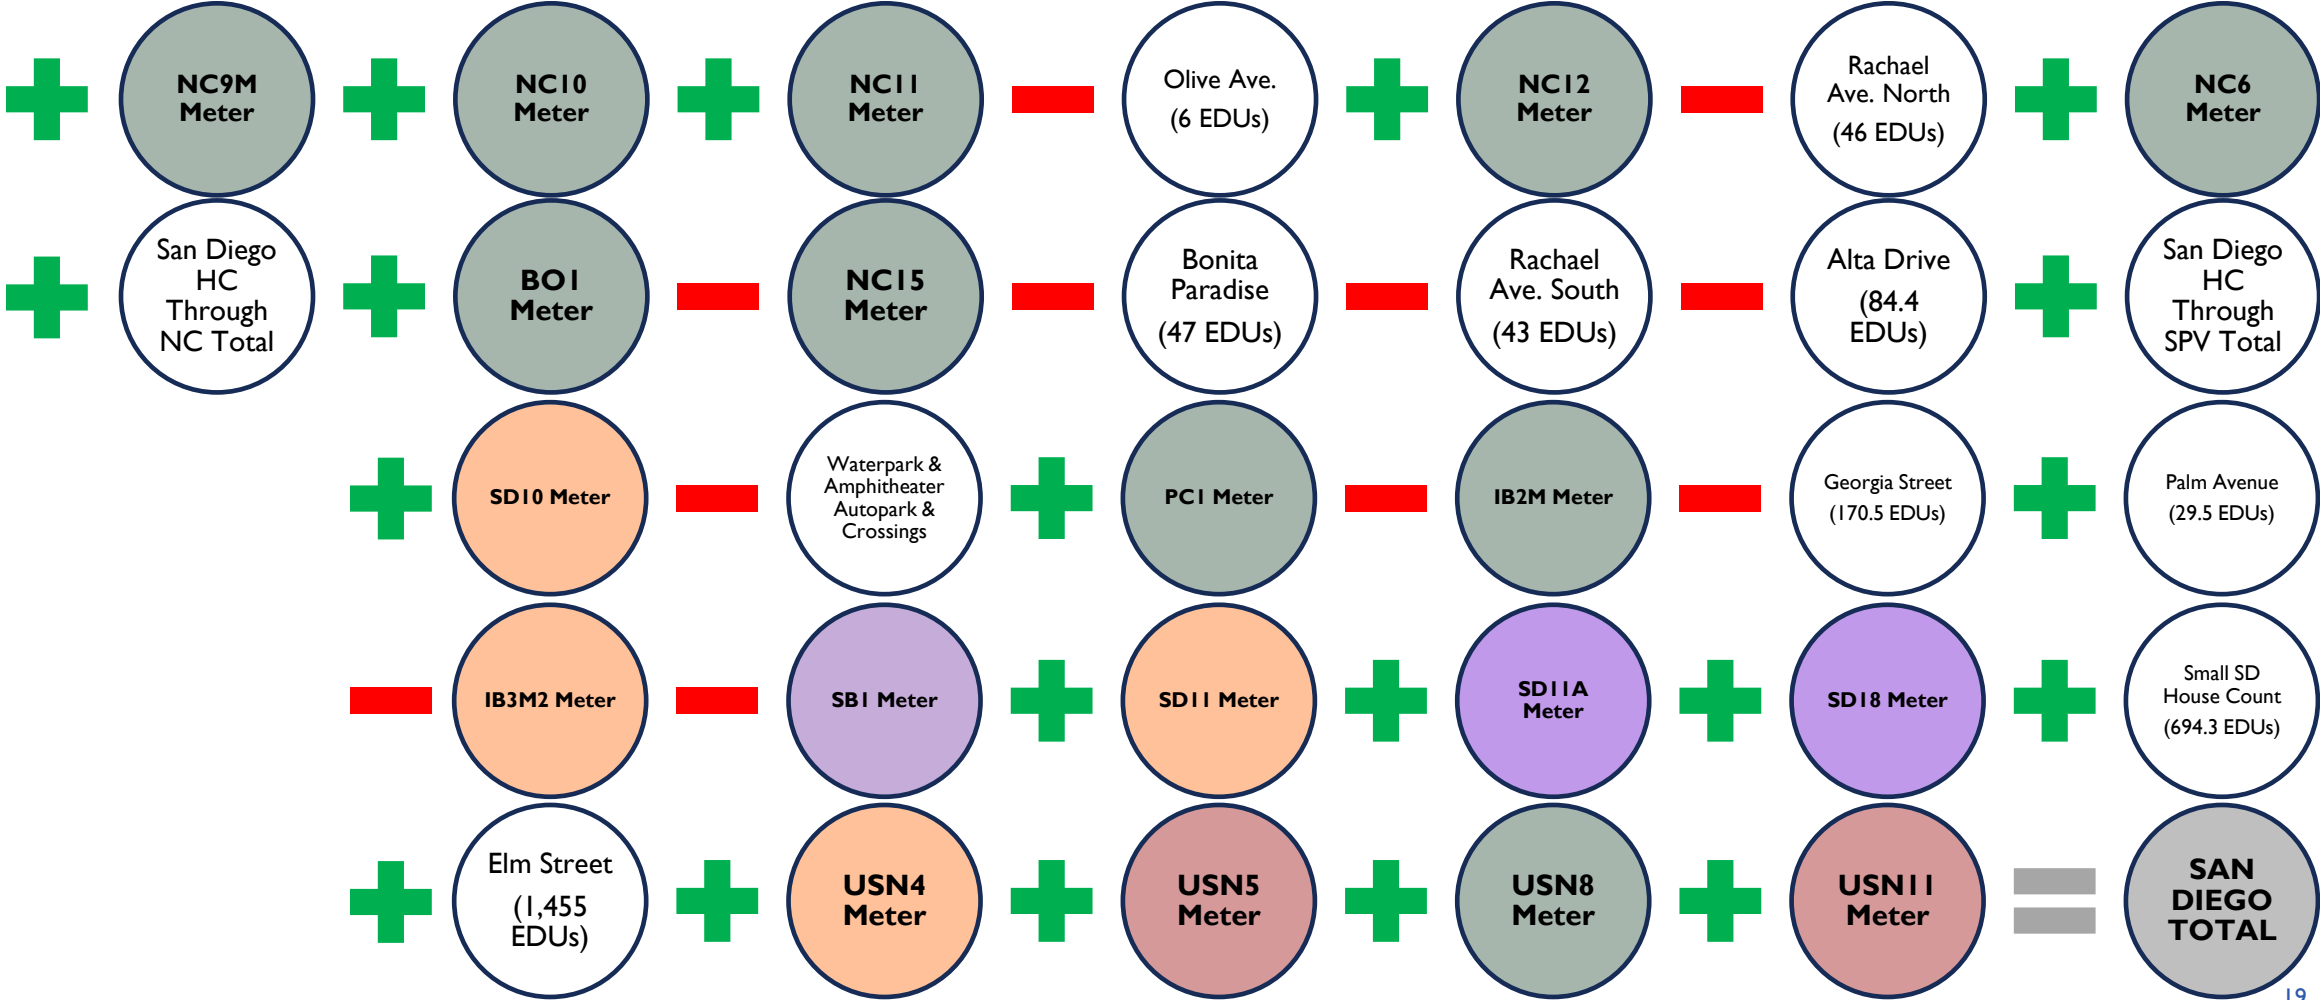 NC9M
Meter
NC10
Meter
NC11
Meter
Olive Ave.
(6 EDUs)
NC12
Meter
Rachael
Ave. North
(46 EDUs)
NC6
Meter
San Diego
HC
Through
NC Total
BO1
Meter
NC15
Meter
Bonita
Paradise
(47 EDUs)
Rachael
Ave. South
(43 EDUs)
Alta Drive
(84.4
EDUs)
San Diego
HC
Through
SPV Total
SD10 Meter
Waterpark &
Amphitheater
Autopark &
Crossings
PC1 Meter
IB2M Meter
Georgia Street
(170.5 EDUs)
Palm Avenue
(29.5 EDUs)
IB3M2 Meter
SB1 Meter
SD11 Meter
SD11A
Meter
SD18 Meter
Small SD
House Count
(694.3 EDUs)
Elm Street
(1,455
EDUs)
USN4
Meter
USN5
Meter
USN8
Meter
USN11
Meter
SAN
DIEGO
TOTAL
19